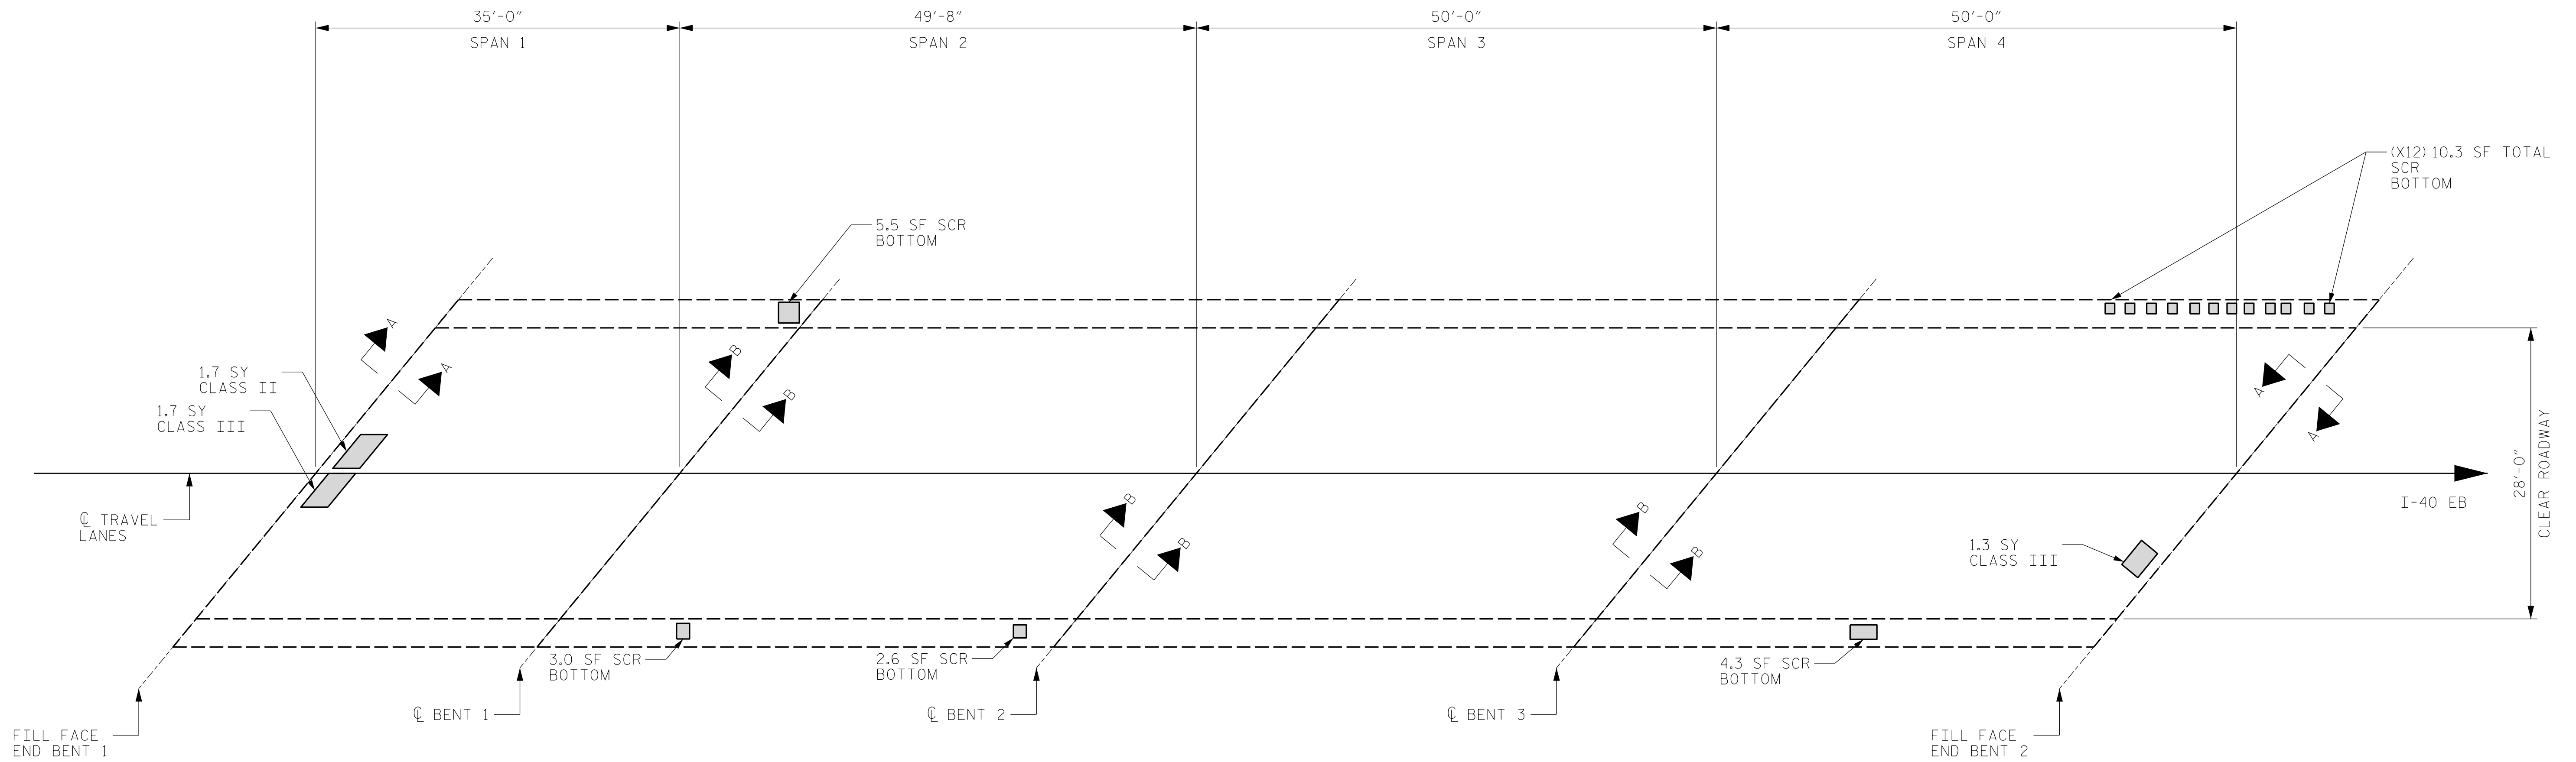 35'-0"
49'-8"
50'-0"
50'-0"
SPAN 1
SPAN 2
SPAN 3
SPAN 4
(X12) 10.3 SF TOTAL
SCR
BOTTOM
5.5 SF SCR
BOTTOM
A
A
B
B
1.7 SY
CLASS II
1.7 SY
CLASS III
A
A
28'-0"
CLEAR ROADWAY
℄ TRAVEL
LANES
I-40 EB
B
B
B
B
1.3 SY
CLASS III
3.0 SF SCR
BOTTOM
2.6 SF SCR
BOTTOM
4.3 SF SCR
BOTTOM
℄ BENT 1
℄ BENT 2
℄ BENT 3
FILL FACE
END BENT 1
FILL FACE
END BENT 2